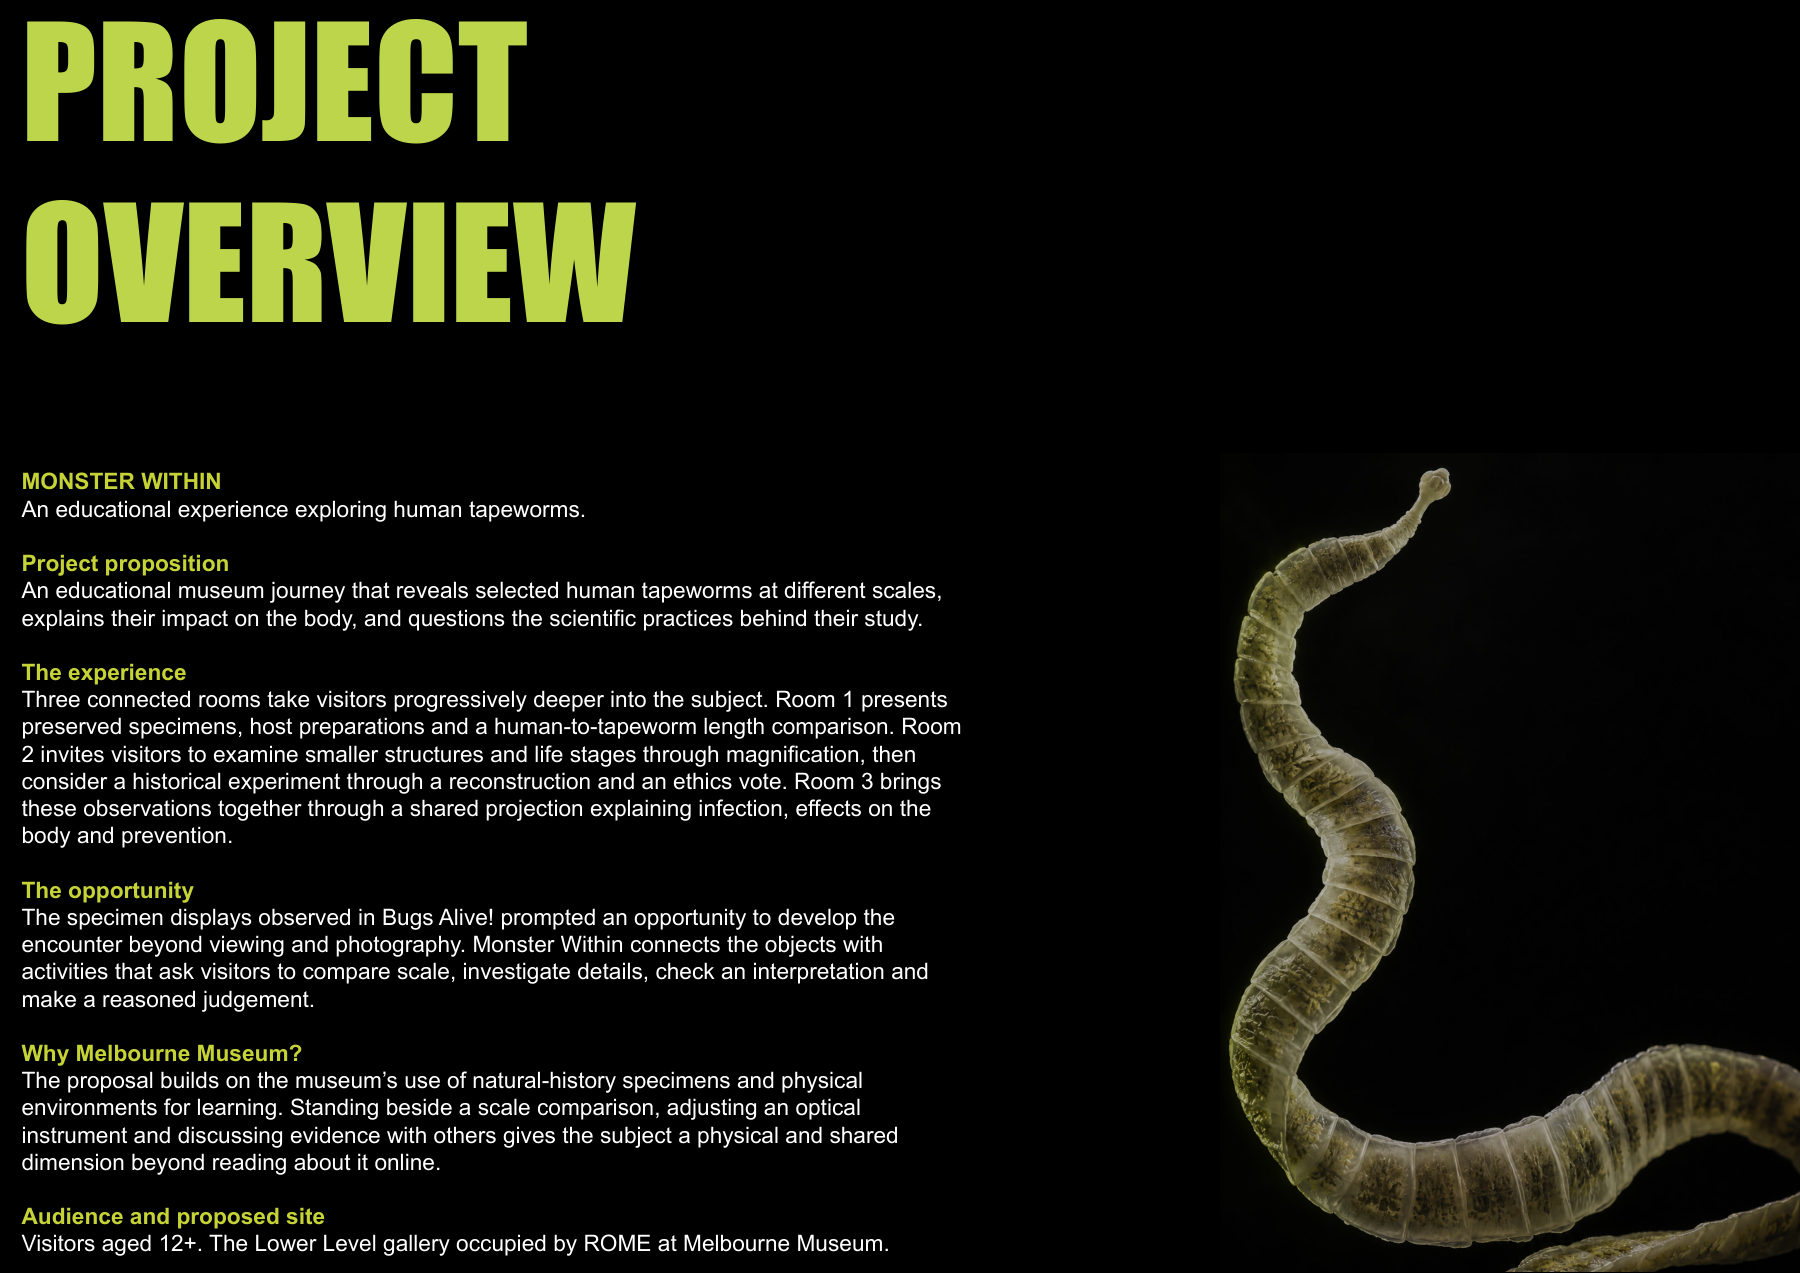 PROJECT
OVERVIEW
MONSTER WITHIN
An educational experience exploring human tapeworms.
Project proposition
An educational museum journey that reveals selected human tapeworms at different scales,
explains their impact on the body, and questions the scientific practices behind their study.
The experience
Three connected rooms take visitors progressively deeper into the subject. Room 1 presents
preserved specimens, host preparations and a human-to-tapeworm length comparison. Room
2 invites visitors to examine smaller structures and life stages through magnification, then
consider a historical experiment through a reconstruction and an ethics vote. Room 3 brings
these observations together through a shared projection explaining infection, effects on the
body and prevention.
The opportunity
The specimen displays observed in Bugs Alive! prompted an opportunity to develop the
encounter beyond viewing and photography. Monster Within connects the objects with
activities that ask visitors to compare scale, investigate details, check an interpretation and
make a reasoned judgement.
Why Melbourne Museum?
The proposal builds on the museum’s use of natural-history specimens and physical
environments for learning. Standing beside a scale comparison, adjusting an optical
instrument and discussing evidence with others gives the subject a physical and shared
dimension beyond reading about it online.
Audience and proposed site
Visitors aged 12+. The Lower Level gallery occupied by ROME at Melbourne Museum.